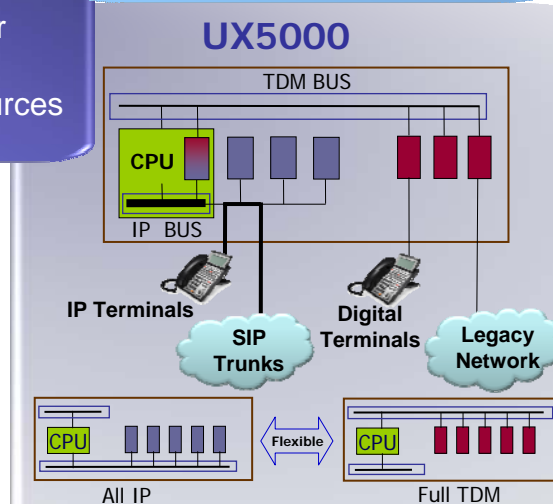 r
urces
UX5000
TDM BUS
CPU
IP BUS
IP Terminals
Digital
Terminals
SIP
Trunks
Legacy
Network
CPU
Flexible
CPU
All IP
Full TDM